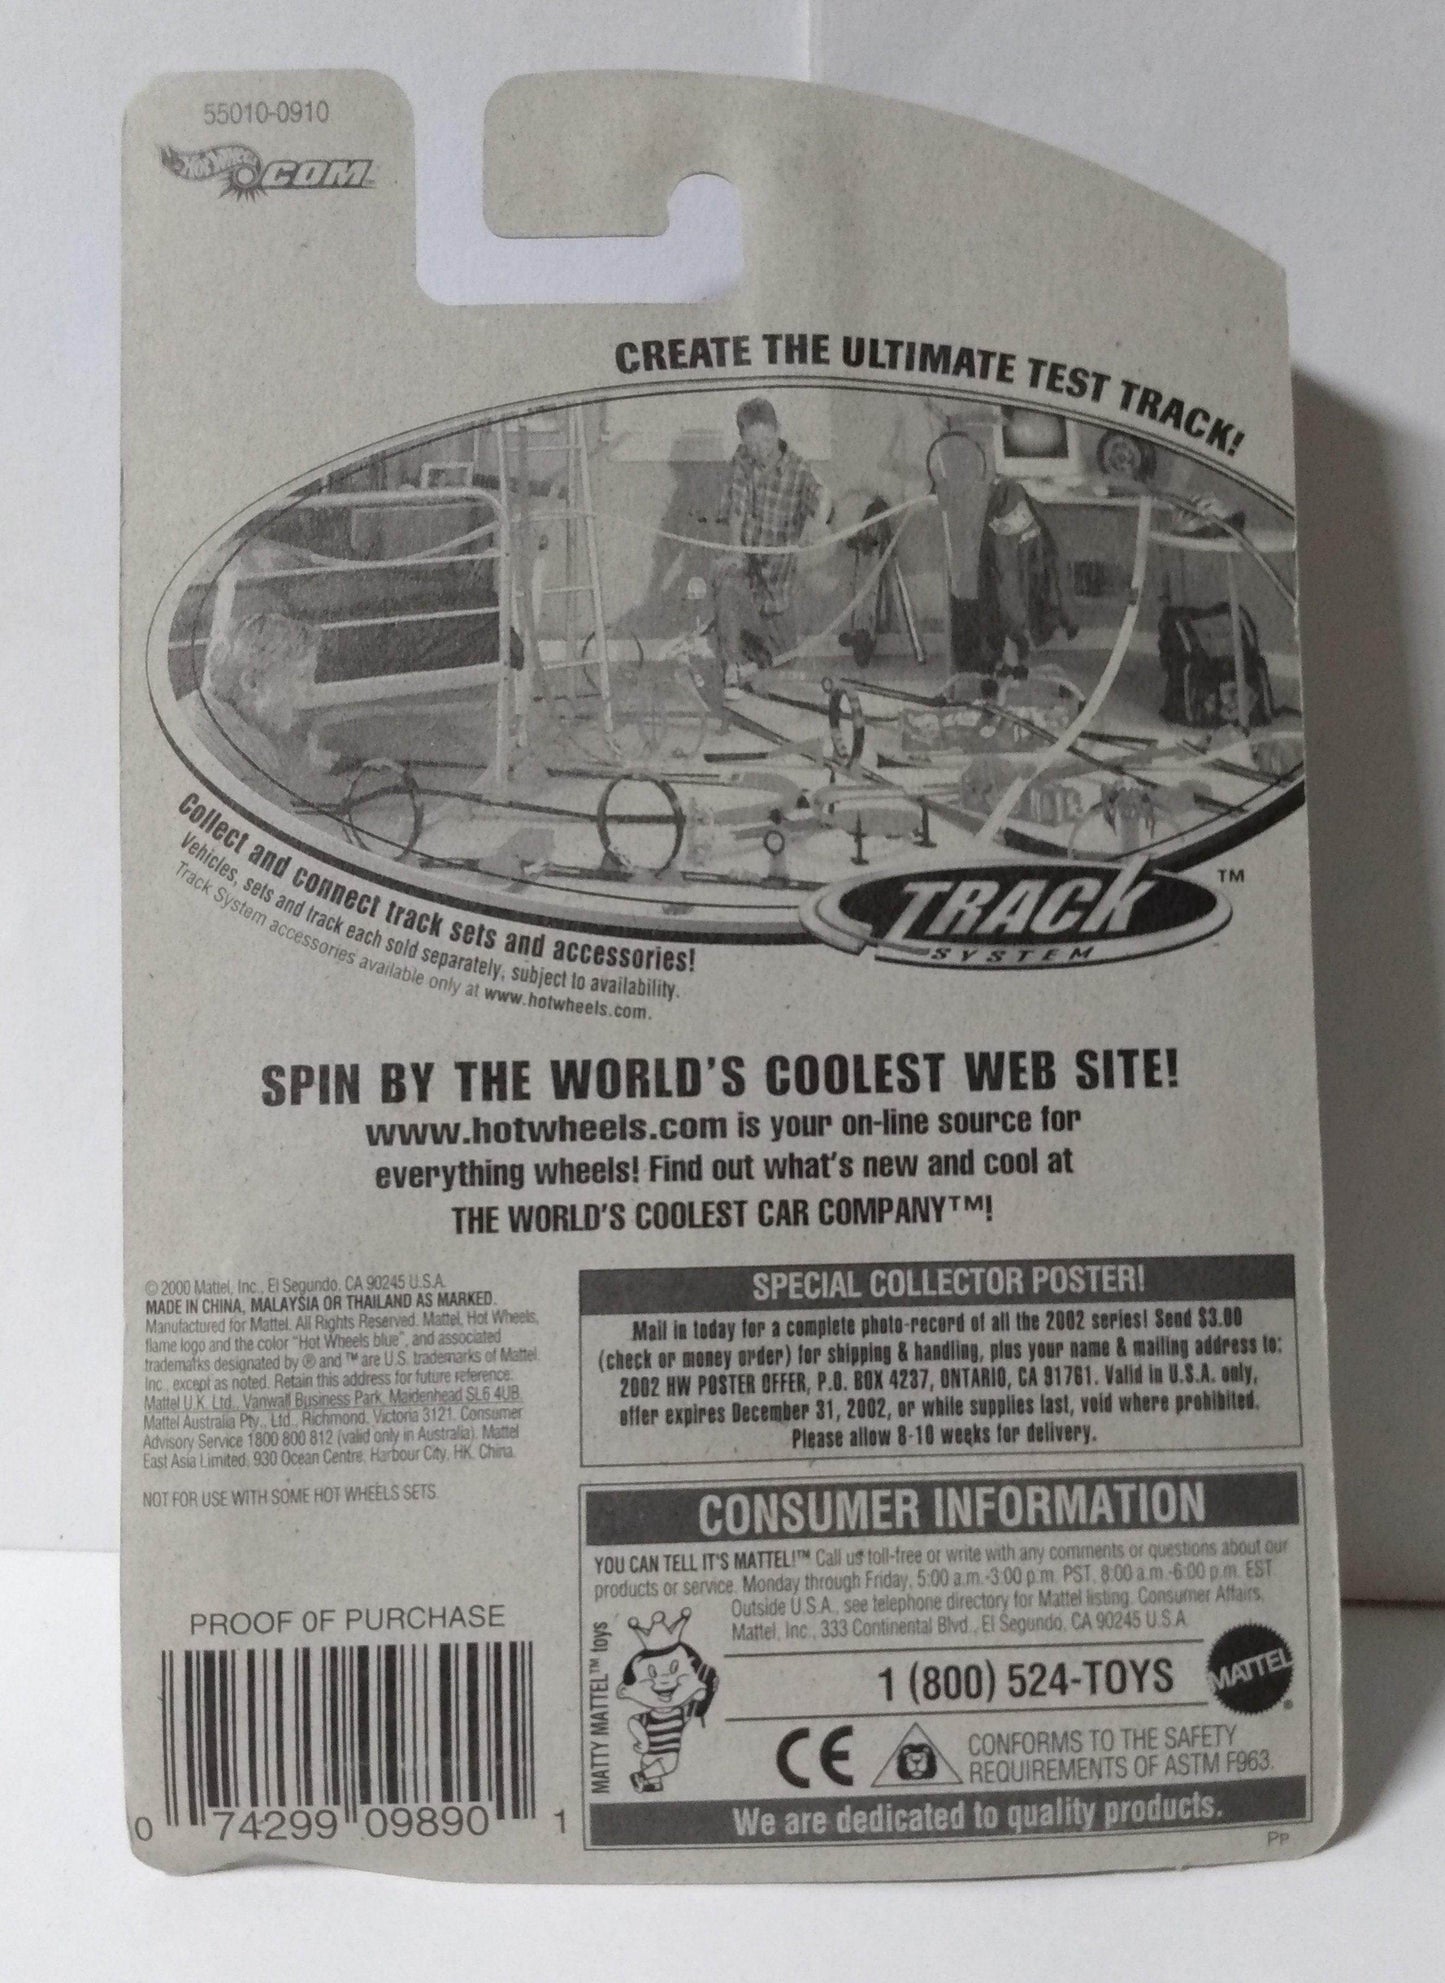 55010-0910
Hot Wheels .COM
CREATE THE ULTIMATE TEST TRACK!
Collect and connect track sets and accessories!
Vehicles, sets and track each sold separately, subject to availability.
Track System accessories available only at www.hotwheels.com.
TRACK ™
SYSTEM
SPIN BY THE WORLD'S COOLEST WEB SITE!
www.hotwheels.com is your on-line source for
everything wheels! Find out what's new and cool at
THE WORLD'S COOLEST CAR COMPANY™!
© 2000 Mattel, Inc., El Segundo, CA 90245 U.S.A.
MADE IN CHINA, MALAYSIA OR THAILAND AS MARKED.
Manufactured for Mattel. All Rights Reserved. Mattel, Hot Wheels,
flame logo and the color "Hot Wheels blue", and associated
trademarks designated by ® and ™ are U.S. trademarks of Mattel,
Inc., except as noted. Retain this address for future reference:
Mattel U.K. Ltd., Vanwall Business Park, Maidenhead SL6 4UB.
Mattel Australia Pty., Ltd., Richmond, Victoria 3121. Consumer
Advisory Service 1800 800 812 (valid only in Australia). Mattel
East Asia Limited, 930 Ocean Centre, Harbour City, HK, China.
NOT FOR USE WITH SOME HOT WHEELS SETS.
SPECIAL COLLECTOR POSTER!
Mail in today for a complete photo-record of all the 2002 series! Send $3.00
(check or money order) for shipping & handling, plus your name & mailing address to:
2002 HW POSTER OFFER, P.O. BOX 4237, ONTARIO, CA 91761. Valid in U.S.A. only,
offer expires December 31, 2002, or while supplies last, void where prohibited.
Please allow 8-10 weeks for delivery.
CONSUMER INFORMATION
YOU CAN TELL IT'S MATTEL!™ Call us toll-free or write with any comments or questions about our
products or service. Monday through Friday, 5:00 a.m.-3:00 p.m. PST, 8:00 a.m.-6:00 p.m. EST.
Outside U.S.A., see telephone directory for Mattel listing. Consumer Affairs,
Mattel, Inc., 333 Continental Blvd., El Segundo, CA 90245 U.S.A.
MATTY MATTEL™ toys
1 (800) 524-TOYS
MATTEL ®
CE
CONFORMS TO THE SAFETY
REQUIREMENTS OF ASTM F963.
We are dedicated to quality products.
PP
PROOF OF PURCHASE
0 74299 09890 1